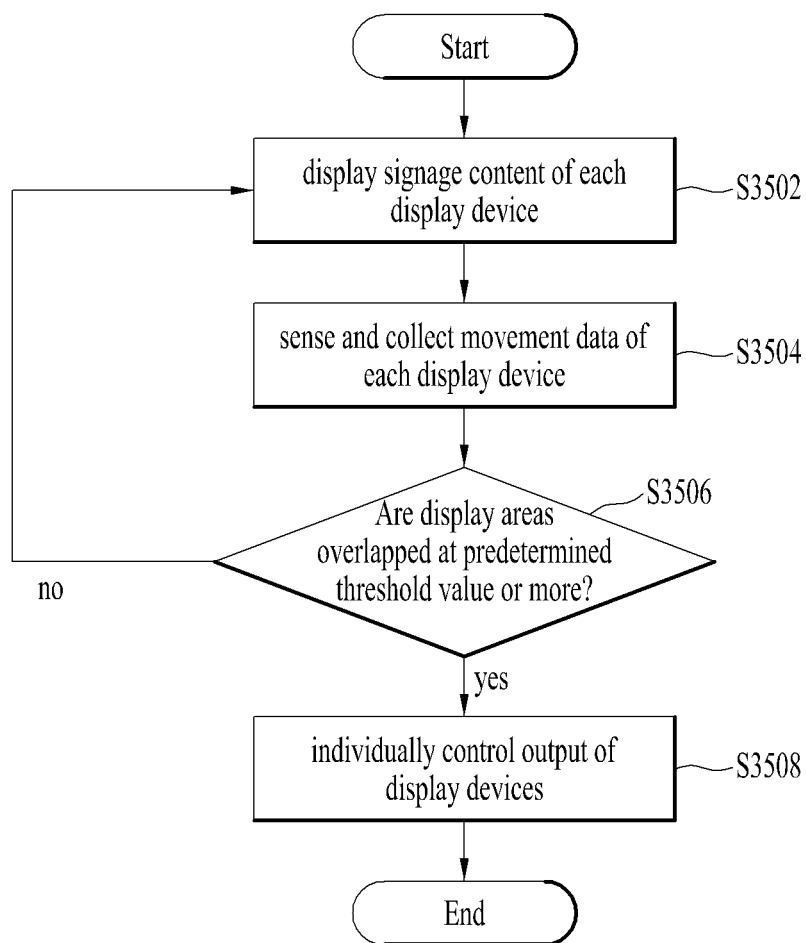 Start
display signage content of each
display device
S3502
sense and collect movement data of
each display device
S3504
S3506
Are display areas
overlapped at predetermined
threshold value or more?
no
yes
individually control output of
display devices
S3508
End